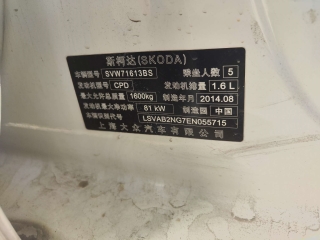 斯柯达(SKODA)
车辆型号 SVW71613BS 乘坐人数 5
发动机型号 CPD 发动机排量 1.6 L
最大允许总质量 1600kg 制造年月 2014.08
发动机最大净功率 81 kW 制造国 中国
车辆识别代号 LSVAB2NG7EN055715
上海大众汽车有限公司